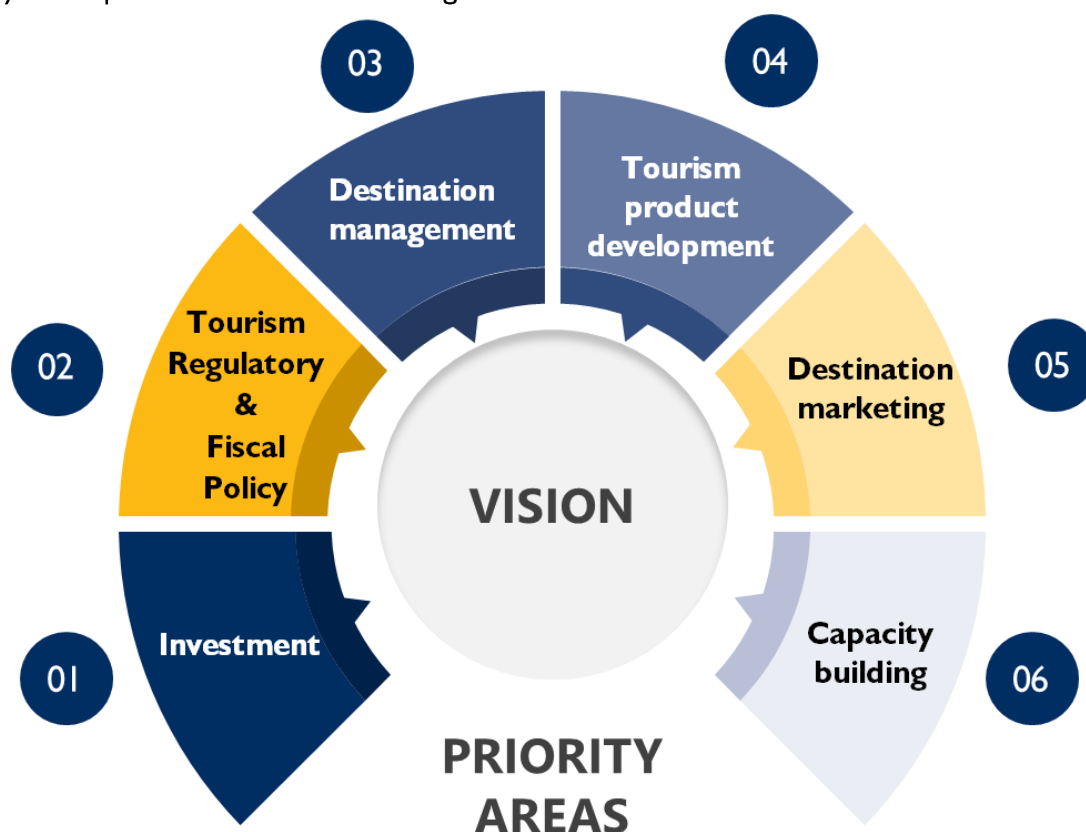 03
04
Destination
management
Tourism
product
development
02
Tourism
Regulatory
&
Fiscal
Policy
Destination
marketing
05
VISION
01
Investment
Capacity
building
06
PRIORITY
AREAS